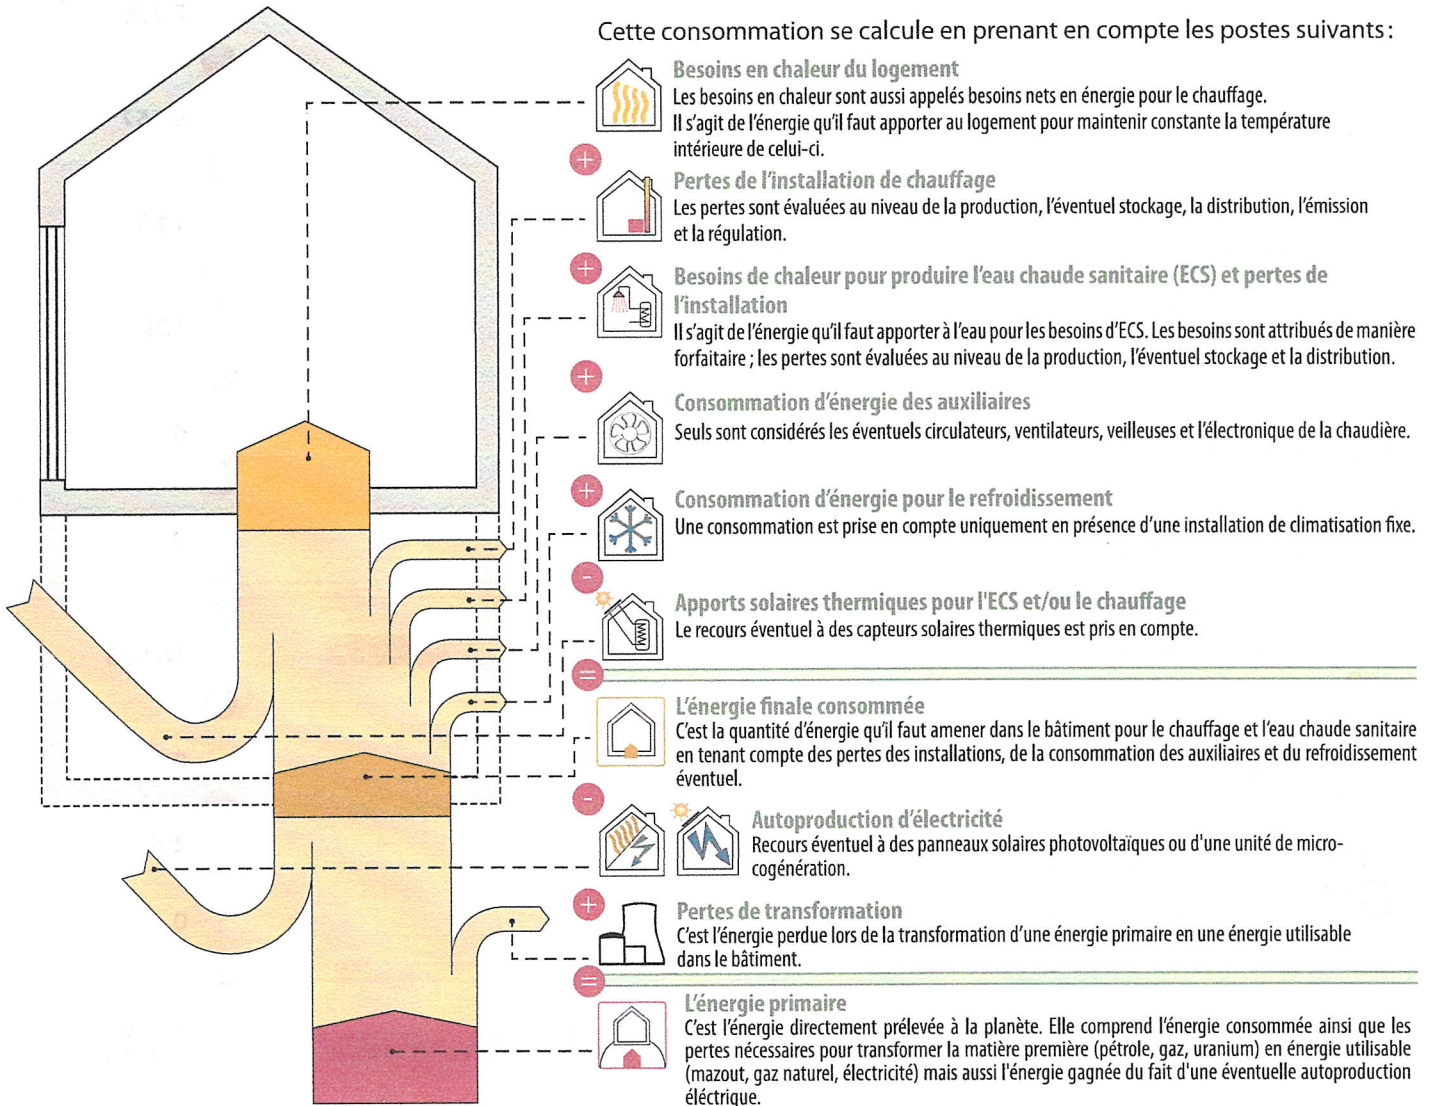 Cette consommation se calcule en prenant en compte les postes suivants :
Besoins en chaleur du logement
Les besoins en chaleur sont aussi appelés besoins nets en énergie pour le chauffage.
Il s'agit de l'énergie qu'il faut apporter au logement pour maintenir constante la température
intérieure de celui-ci.
+
Pertes de l'installation de chauffage
Les pertes sont évaluées au niveau de la production, l'éventuel stockage, la distribution, l'émission
et la régulation.
+
Besoins de chaleur pour produire l'eau chaude sanitaire (ECS) et pertes de
l'installation
Il s'agit de l'énergie qu'il faut apporter à l'eau pour les besoins d'ECS. Les besoins sont attribués de manière
forfaitaire ; les pertes sont évaluées au niveau de la production, l'éventuel stockage et la distribution.
+
Consommation d'énergie des auxiliaires
Seuls sont considérés les éventuels circulateurs, ventilateurs, veilleuses et l'électronique de la chaudière.
+
Consommation d'énergie pour le refroidissement
Une consommation est prise en compte uniquement en présence d'une installation de climatisation fixe.
-
Apports solaires thermiques pour l'ECS et/ou le chauffage
Le recours éventuel à des capteurs solaires thermiques est pris en compte.
=
L'énergie finale consommée
C'est la quantité d'énergie qu'il faut amener dans le bâtiment pour le chauffage et l'eau chaude sanitaire
en tenant compte des pertes des installations, de la consommation des auxiliaires et du refroidissement
éventuel.
-
Autoproduction d'électricité
Recours éventuel à des panneaux solaires photovoltaïques ou d'une unité de micro-
cogénération.
+
Pertes de transformation
C'est l'énergie perdue lors de la transformation d'une énergie primaire en une énergie utilisable
dans le bâtiment.
=
L'énergie primaire
C'est l'énergie directement prélevée à la planète. Elle comprend l'énergie consommée ainsi que les
pertes nécessaires pour transformer la matière première (pétrole, gaz, uranium) en énergie utilisable
(mazout, gaz naturel, électricité) mais aussi l'énergie gagnée du fait d'une éventuelle autoproduction
éléctrique.